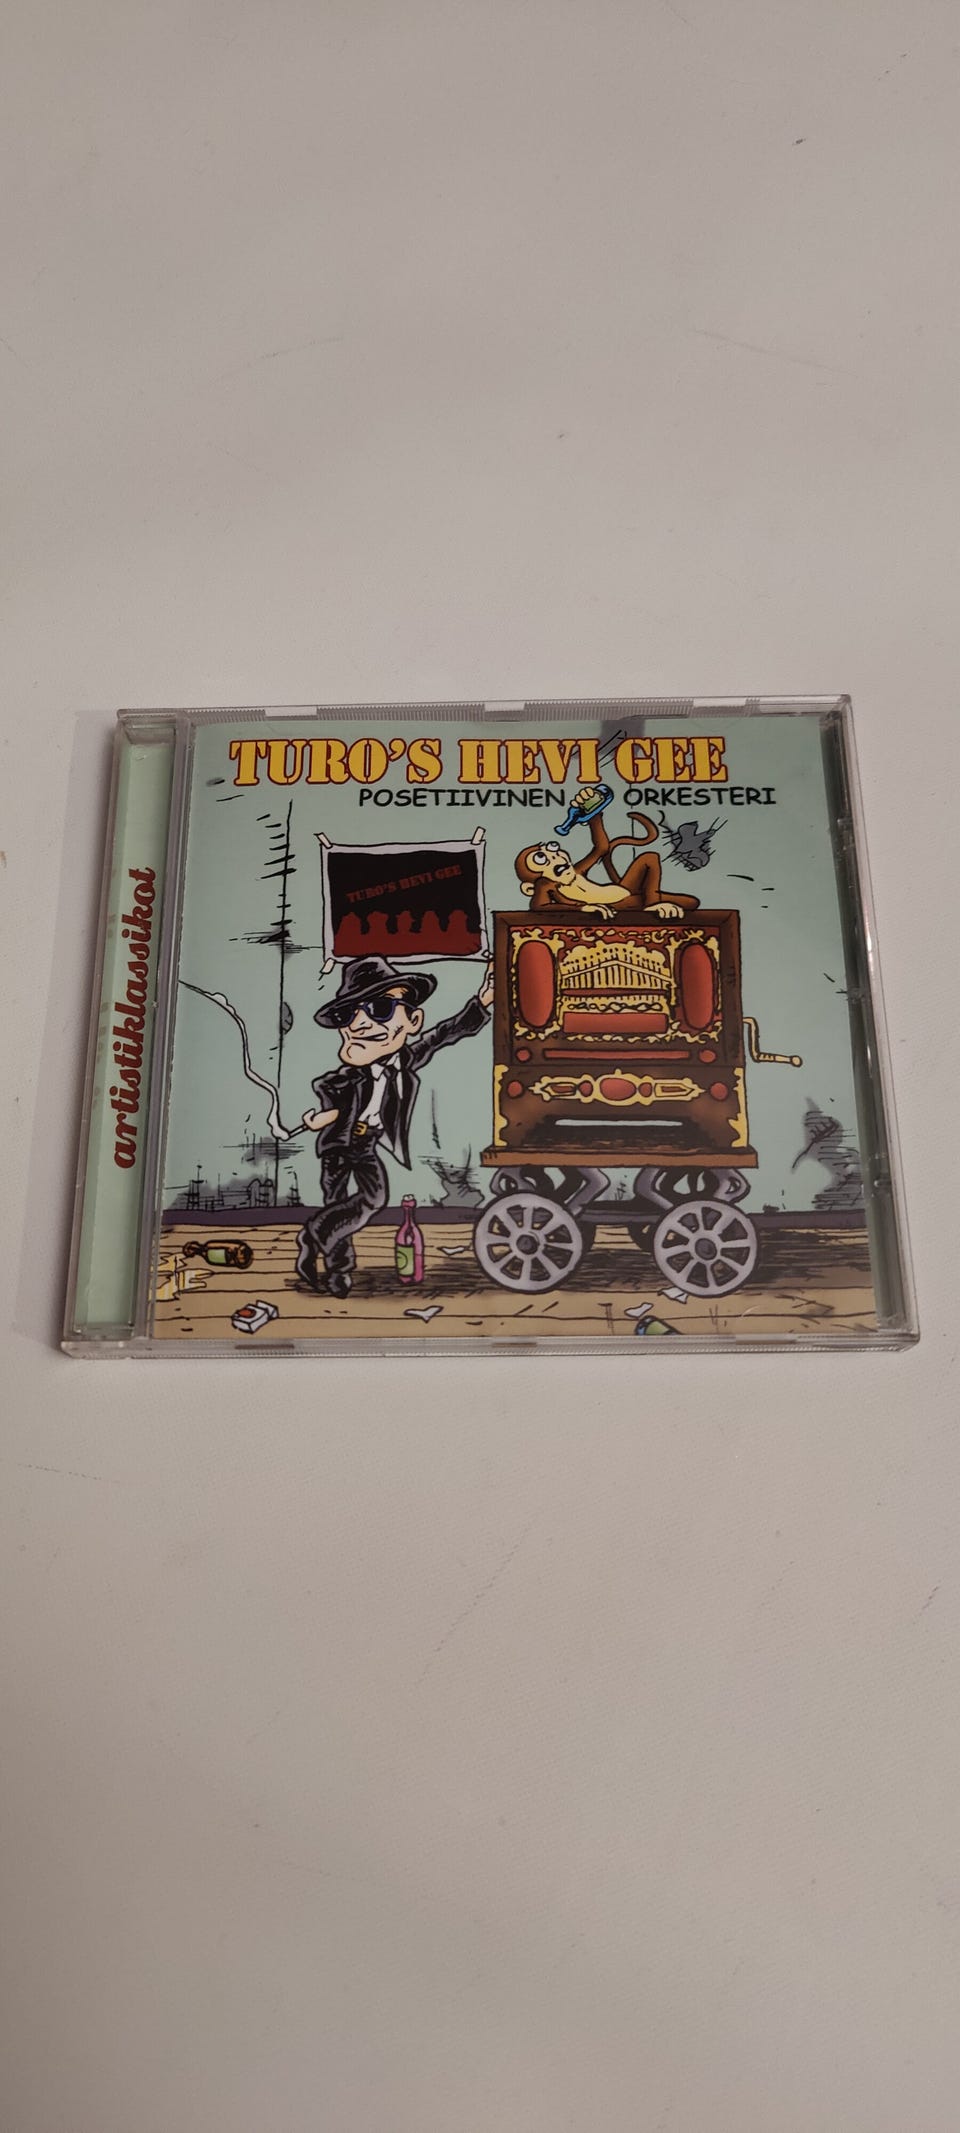 TURO'S HEVI GEE
POSETIIVINEN ORKESTERI
TURO'S HEVI GEE
artistiklassikot